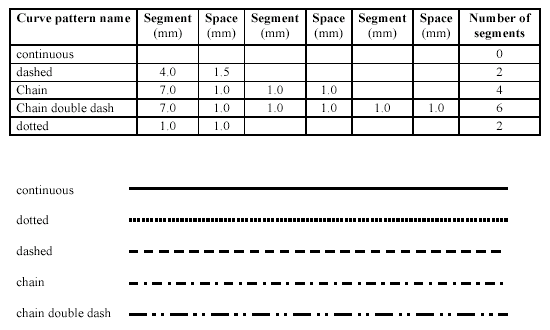 Curve pattern name Segment (mm) Space (mm) Segment (mm) Space (mm) Segment (mm) Space (mm) Number of segments
continuous 0
dashed 4.0 1.5 2
Chain 7.0 1.0 1.0 1.0 4
Chain double dash 7.0 1.0 1.0 1.0 1.0 1.0 6
dotted 1.0 1.0 2
continuous
dotted
dashed
chain
chain double dash